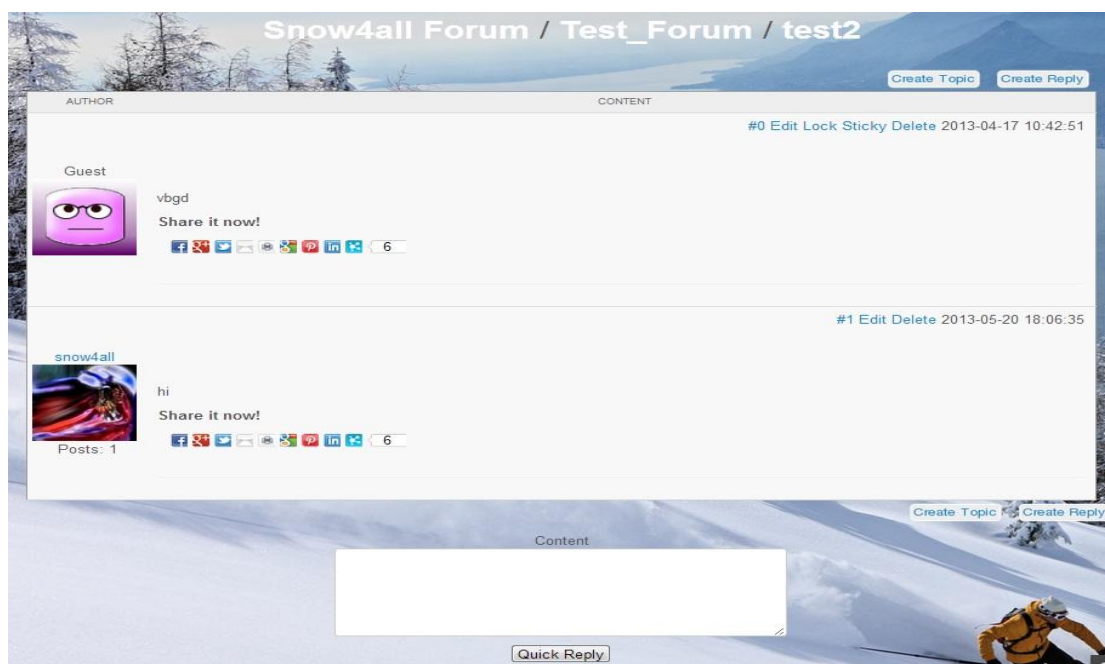 Snow4all Forum / Test_Forum / test2
Create Topic Create Reply
AUTHOR CONTENT
#0 Edit Lock Sticky Delete 2013-04-17 10:42:51
Guest
vbgd
Share it now!
6
#1 Edit Delete 2013-05-20 18:06:35
snow4all
hi
Share it now!
6
Posts: 1
Create Topic Create Reply
Content
Quick Reply